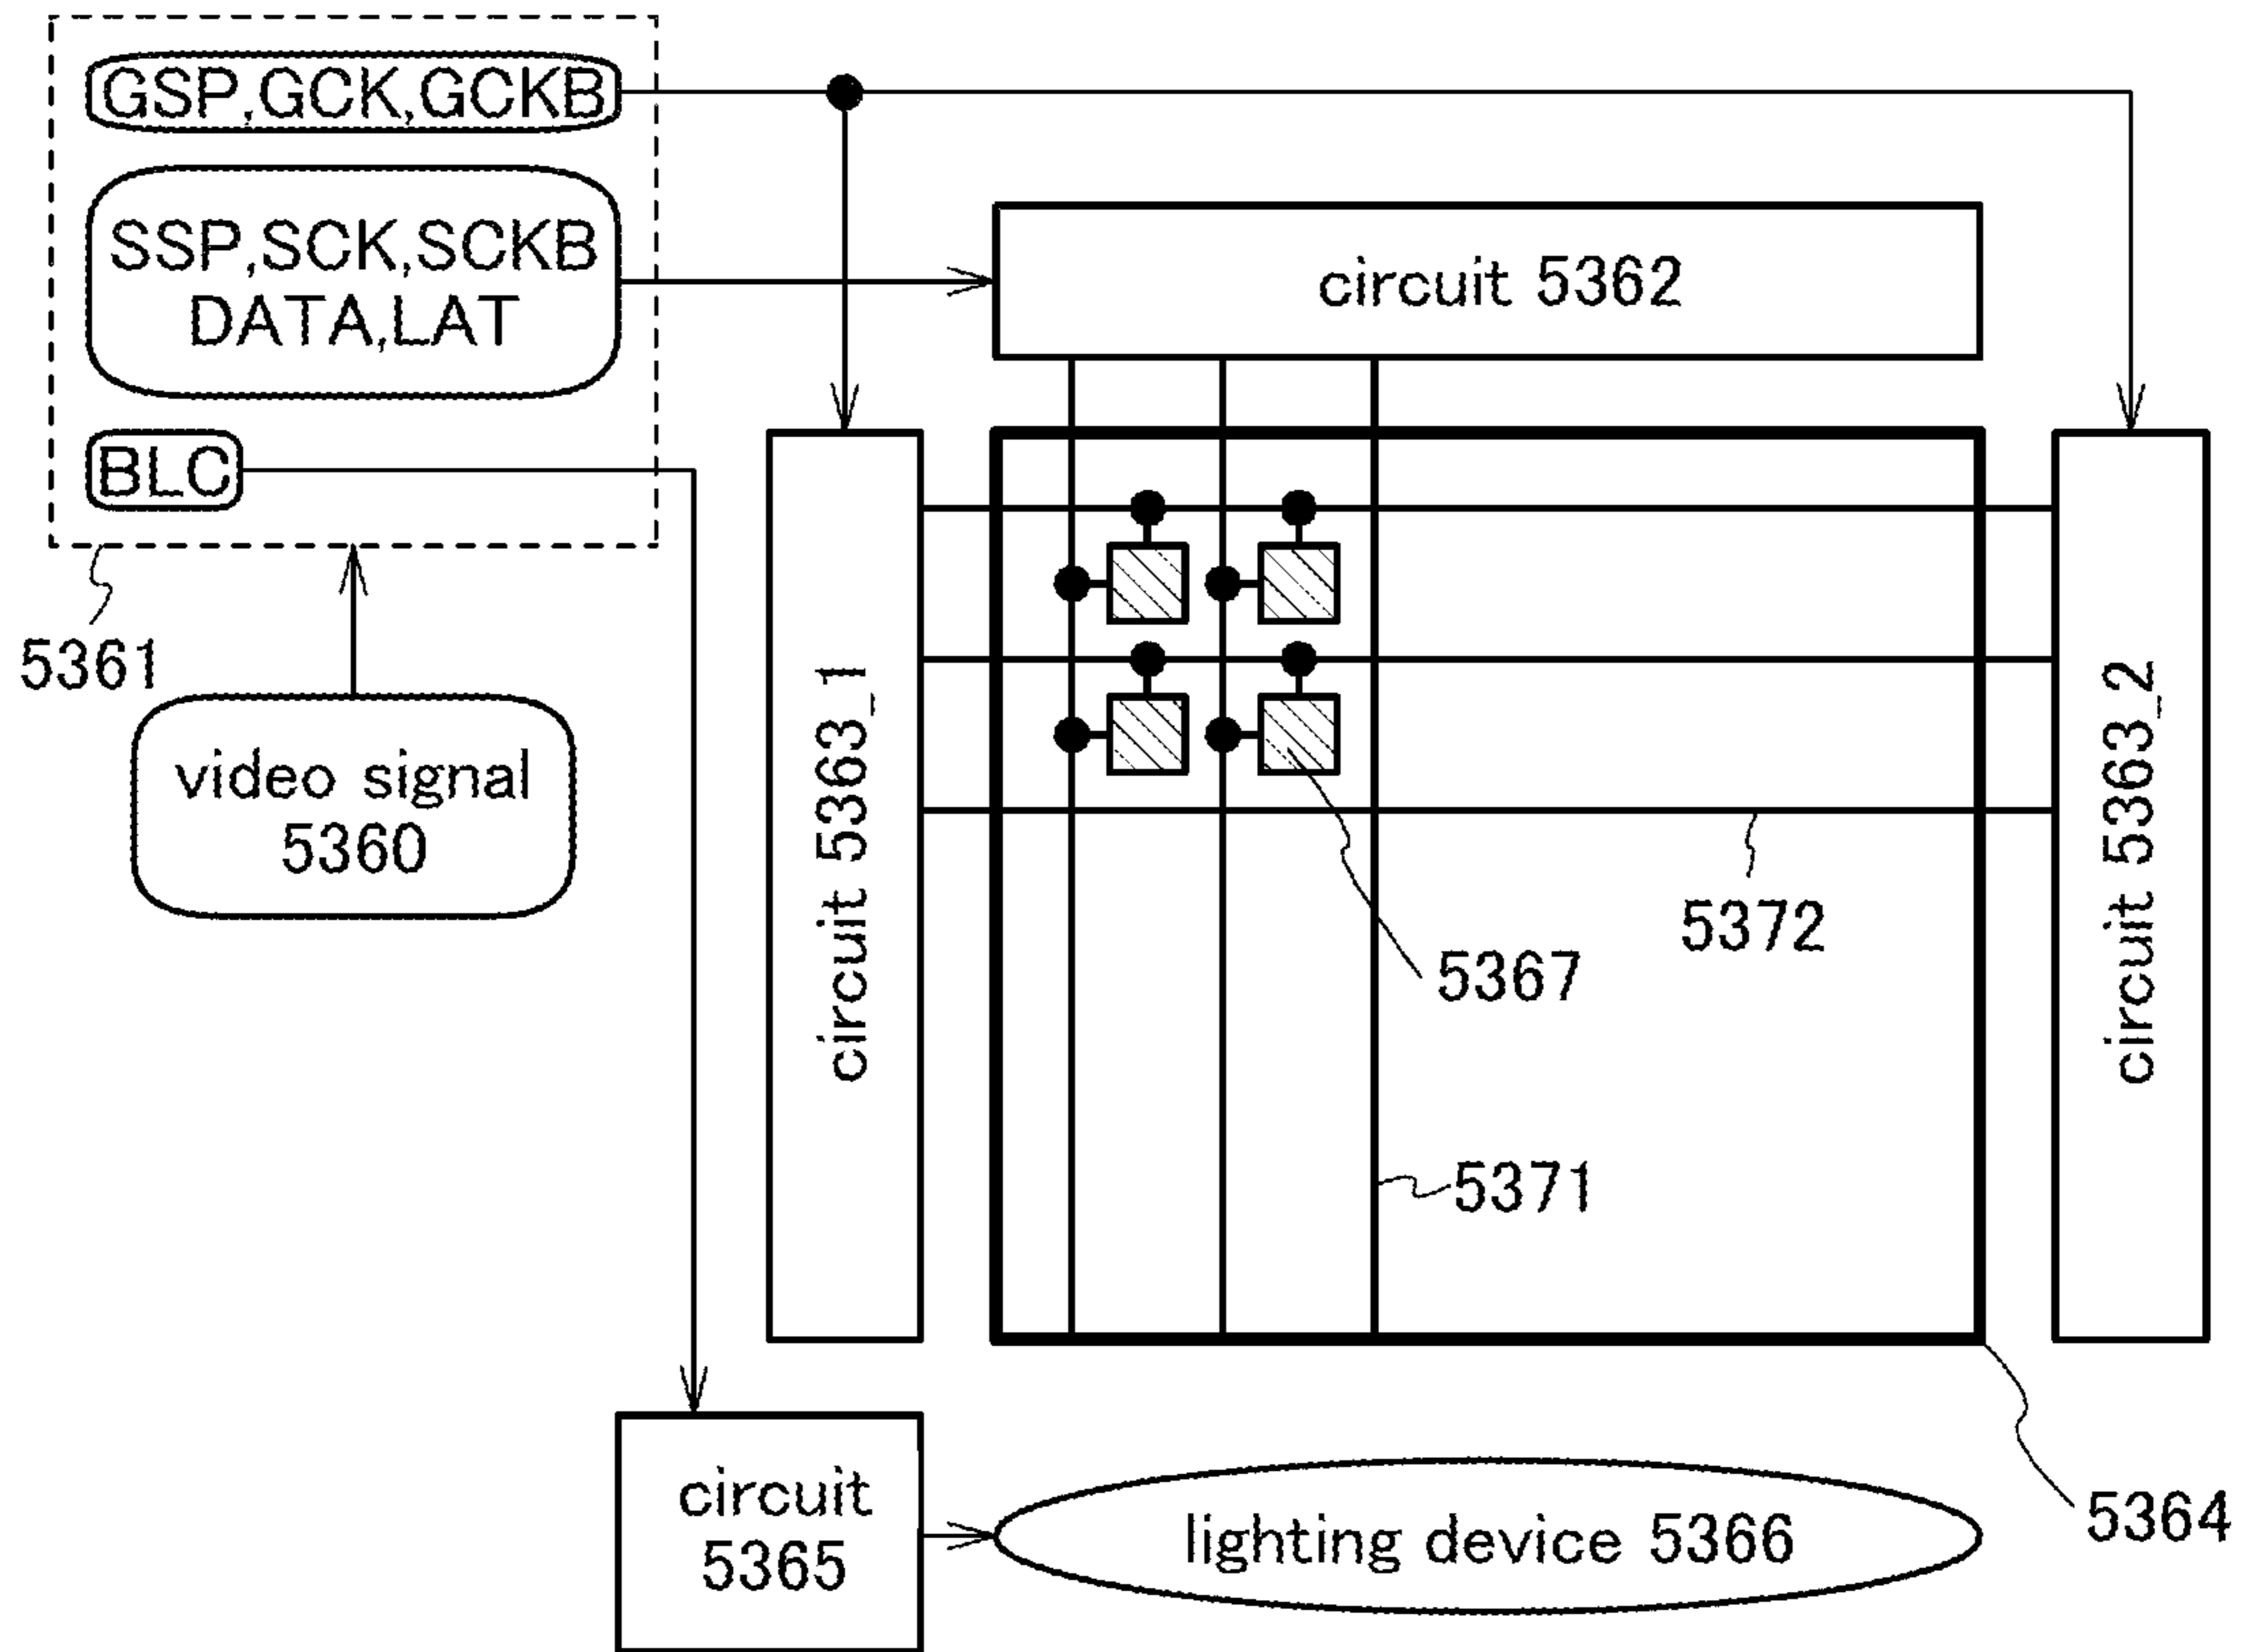 GSP,GCK,GCKB
SSP,SCK,SCKB
DATA,LAT
BLC
5361
video signal
5360
circuit 5362
circuit 5363_1
circuit 5363_2
5372
5367
5371
5364
circuit
5365
lighting device 5366